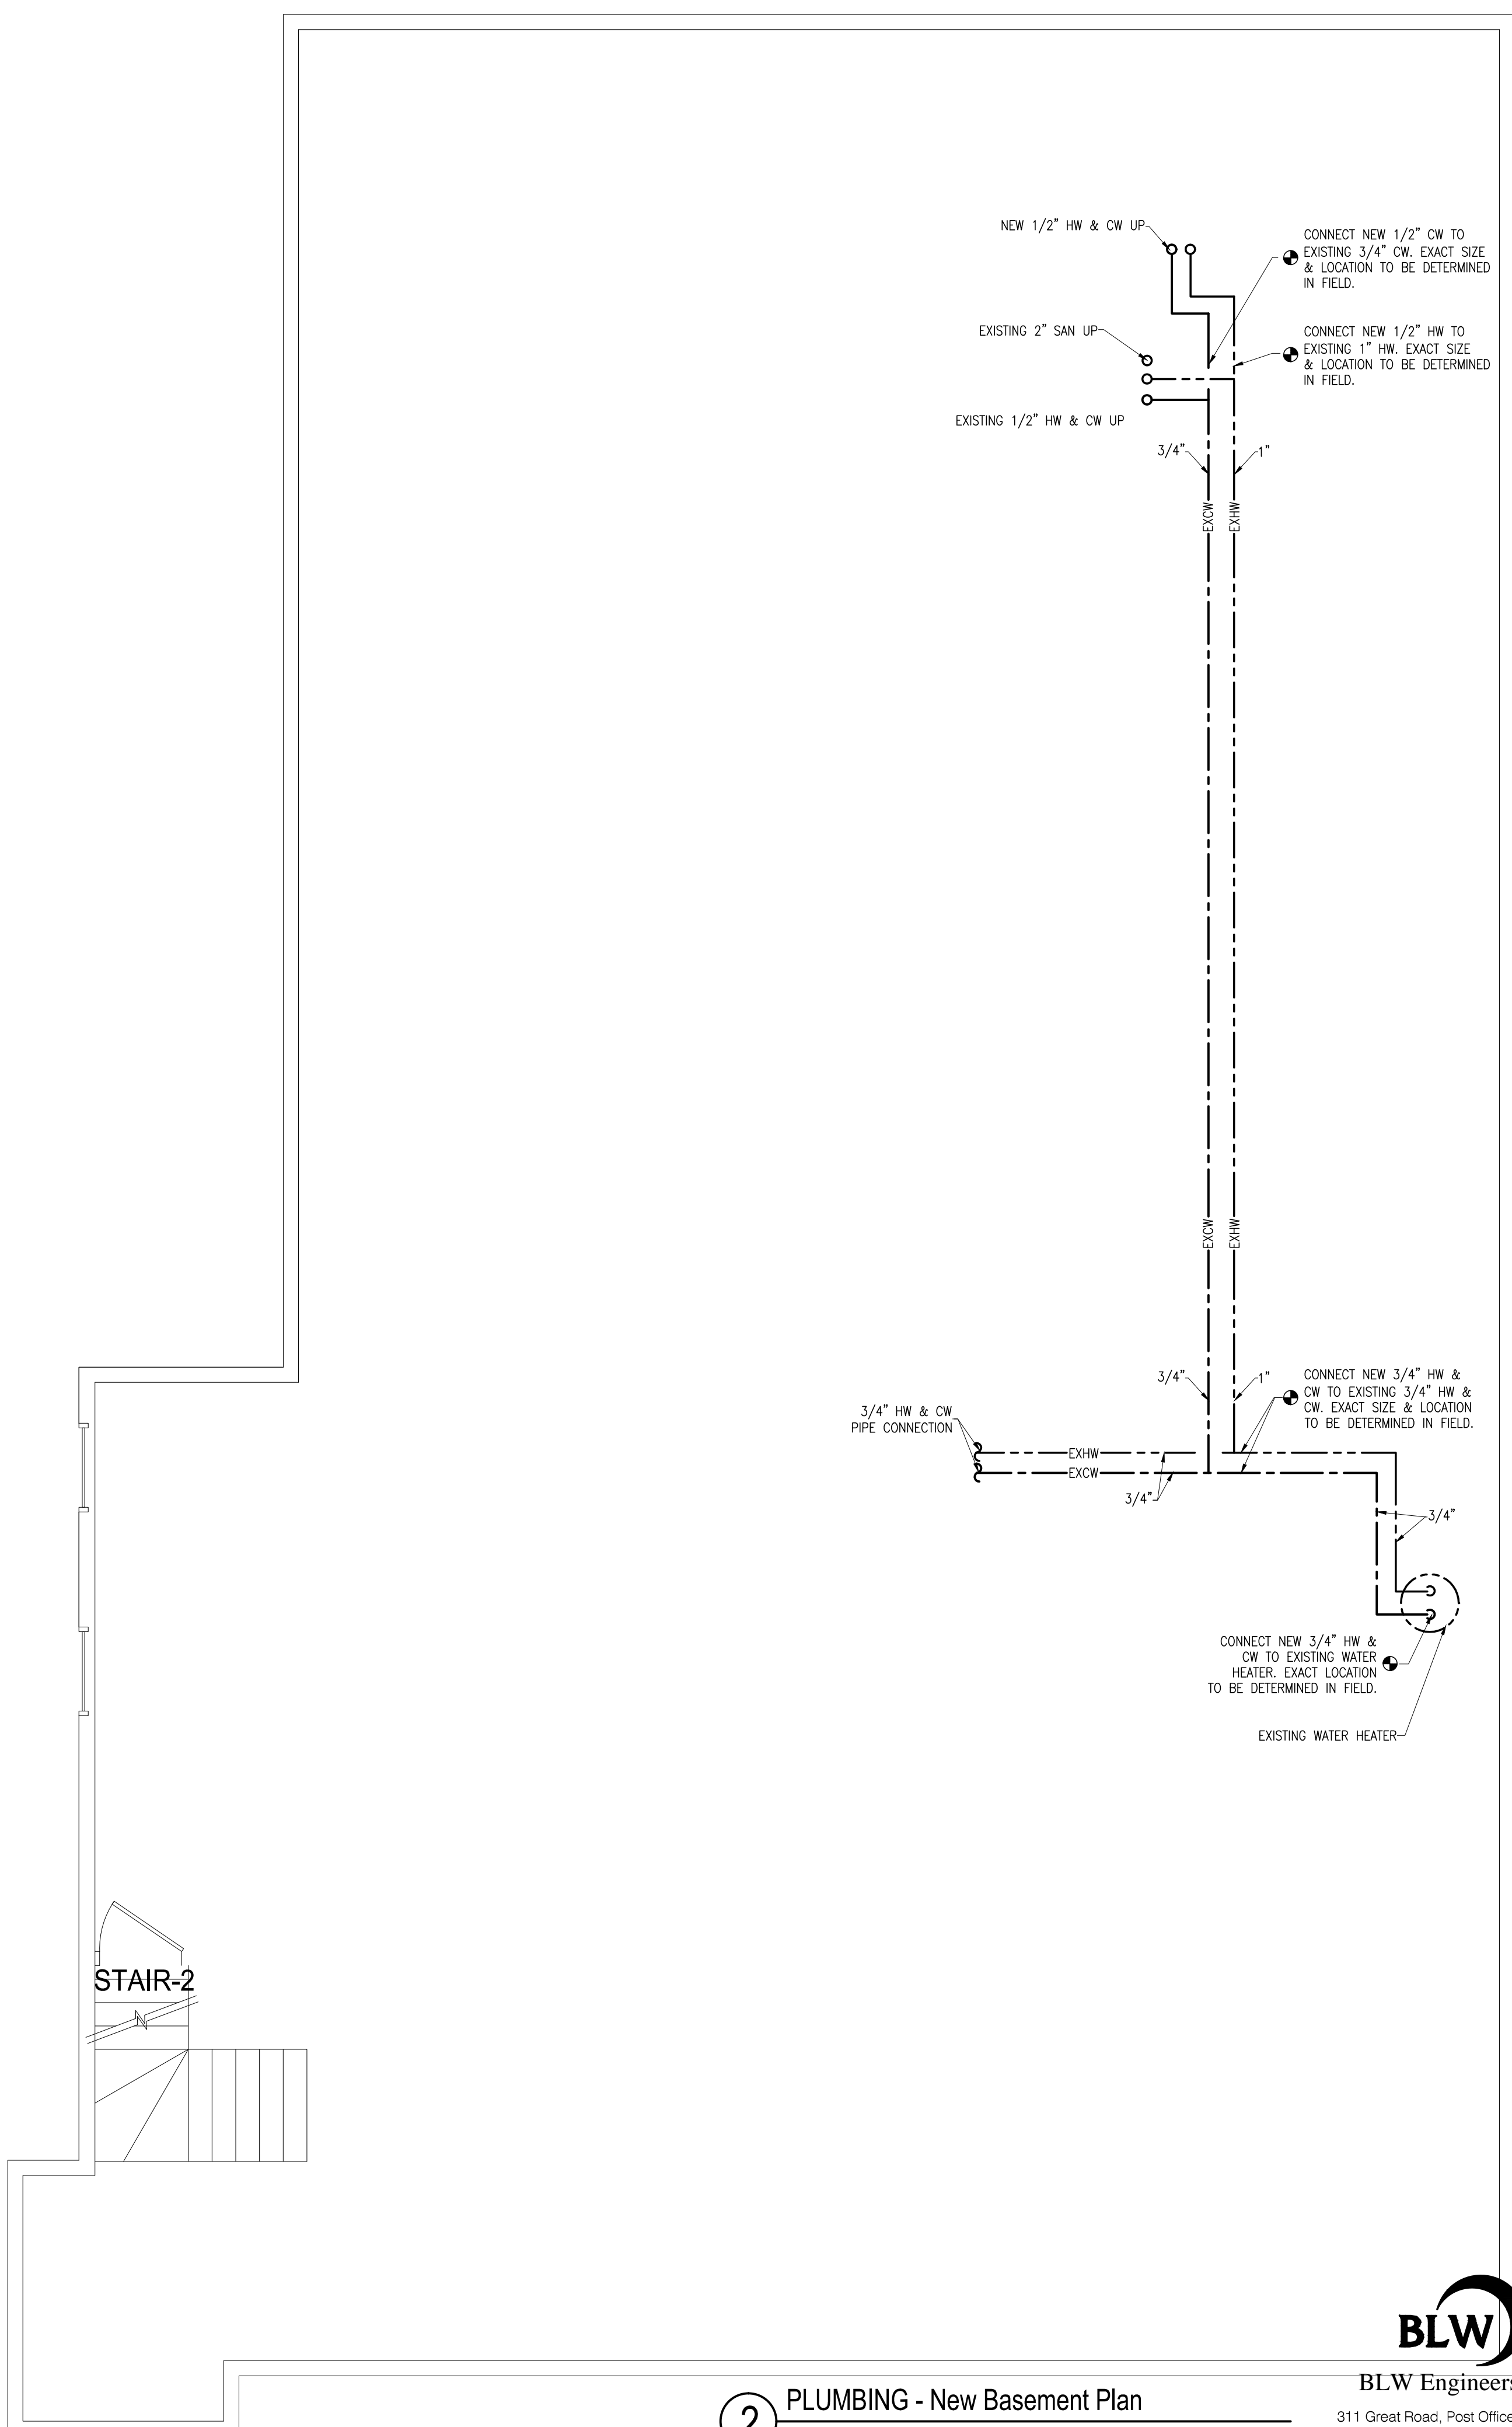 NEW 1/2" HW & CW UP
CONNECT NEW 1/2" CW TO
EXISTING 3/4" CW. EXACT SIZE
& LOCATION TO BE DETERMINED
IN FIELD.
EXISTING 2" SAN UP
CONNECT NEW 1/2" HW TO
EXISTING 1" HW. EXACT SIZE
& LOCATION TO BE DETERMINED
IN FIELD.
EXISTING 1/2" HW & CW UP
3/4"
1"
EXCW
EXHW
EXCW
EXHW
3/4"
1"
CONNECT NEW 3/4" HW &
CW TO EXISTING 3/4" HW &
CW. EXACT SIZE & LOCATION
TO BE DETERMINED IN FIELD.
3/4" HW & CW
PIPE CONNECTION
EXHW
EXCW
3/4"
3/4"
CONNECT NEW 3/4" HW &
CW TO EXISTING WATER
HEATER. EXACT LOCATION
TO BE DETERMINED IN FIELD.
EXISTING WATER HEATER
STAIR-2
N
BLW
BLW Engineers
2
PLUMBING - New Basement Plan
311 Great Road, Post Office